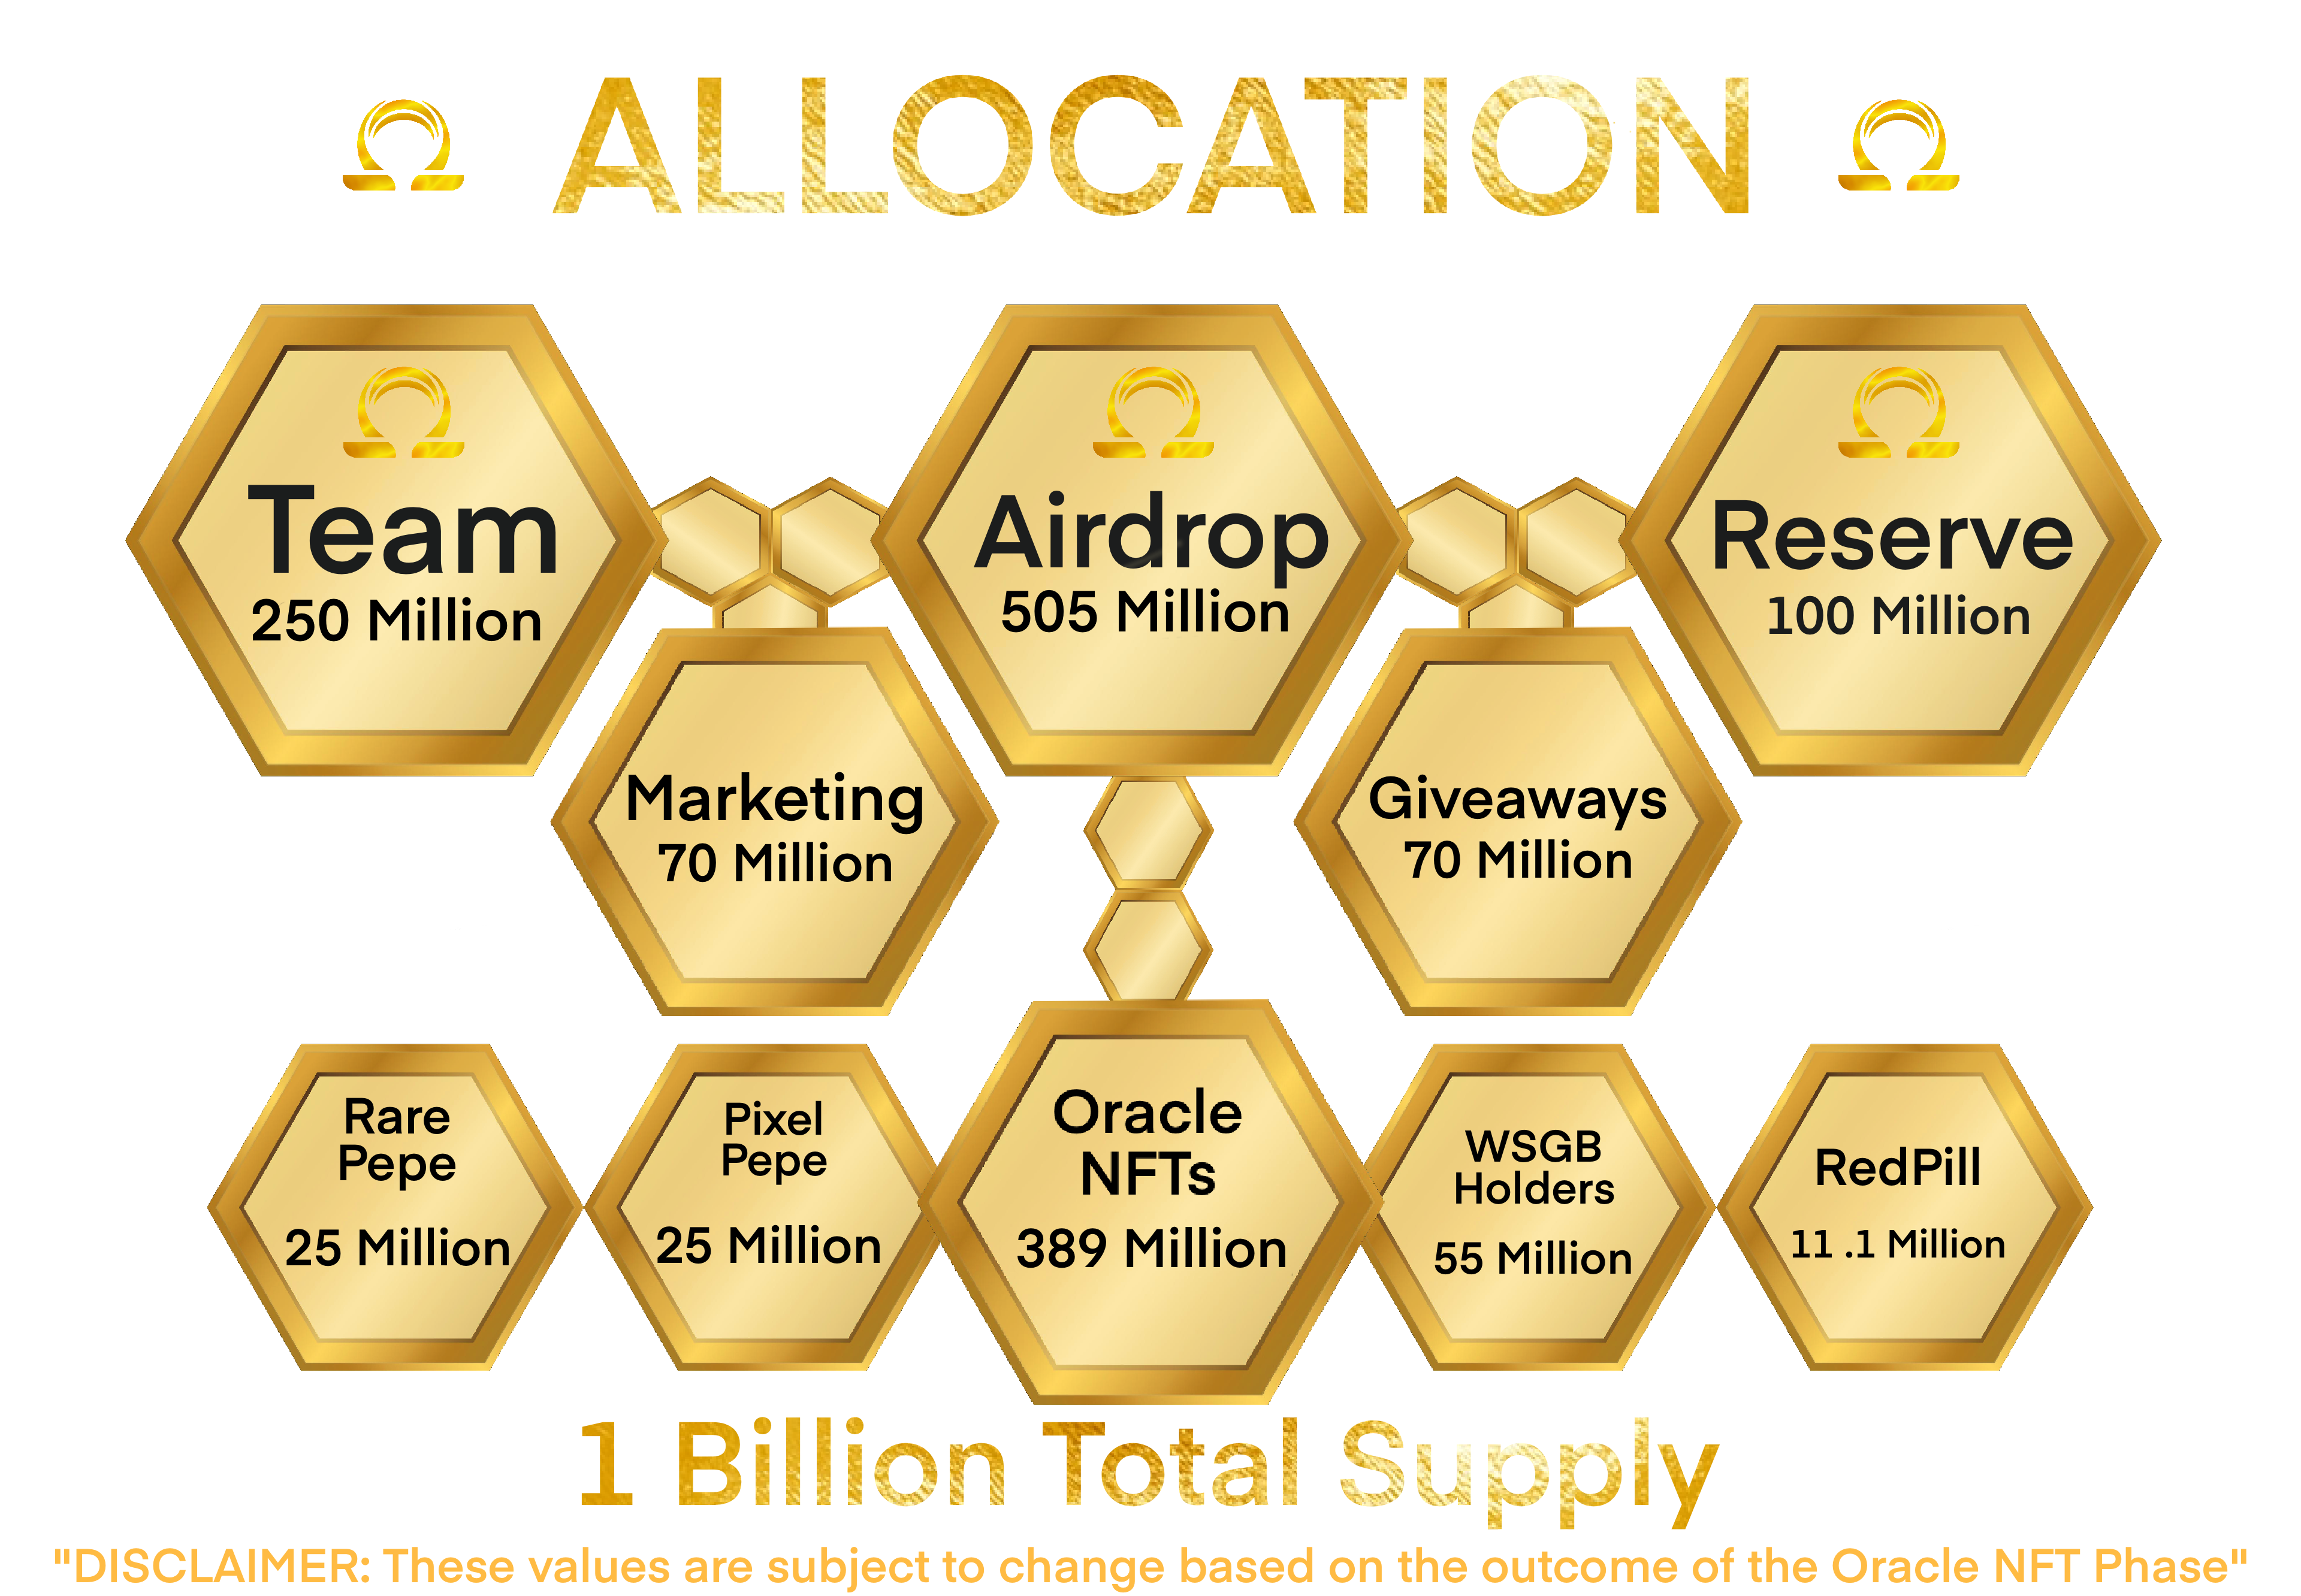 ALLOCATION
Team
250 Million
Airdrop
505 Million
Reserve
100 Million
Marketing
70 Million
Giveaways
70 Million
Rare
Pepe
25 Million
Pixel
Pepe
25 Million
Oracle
NFTs
389 Million
WSGB
Holders
55 Million
RedPill
11 .1 Million
1 Billion Total Supply
"DISCLAIMER: These values are subject to change based on the outcome of the Oracle NFT Phase"